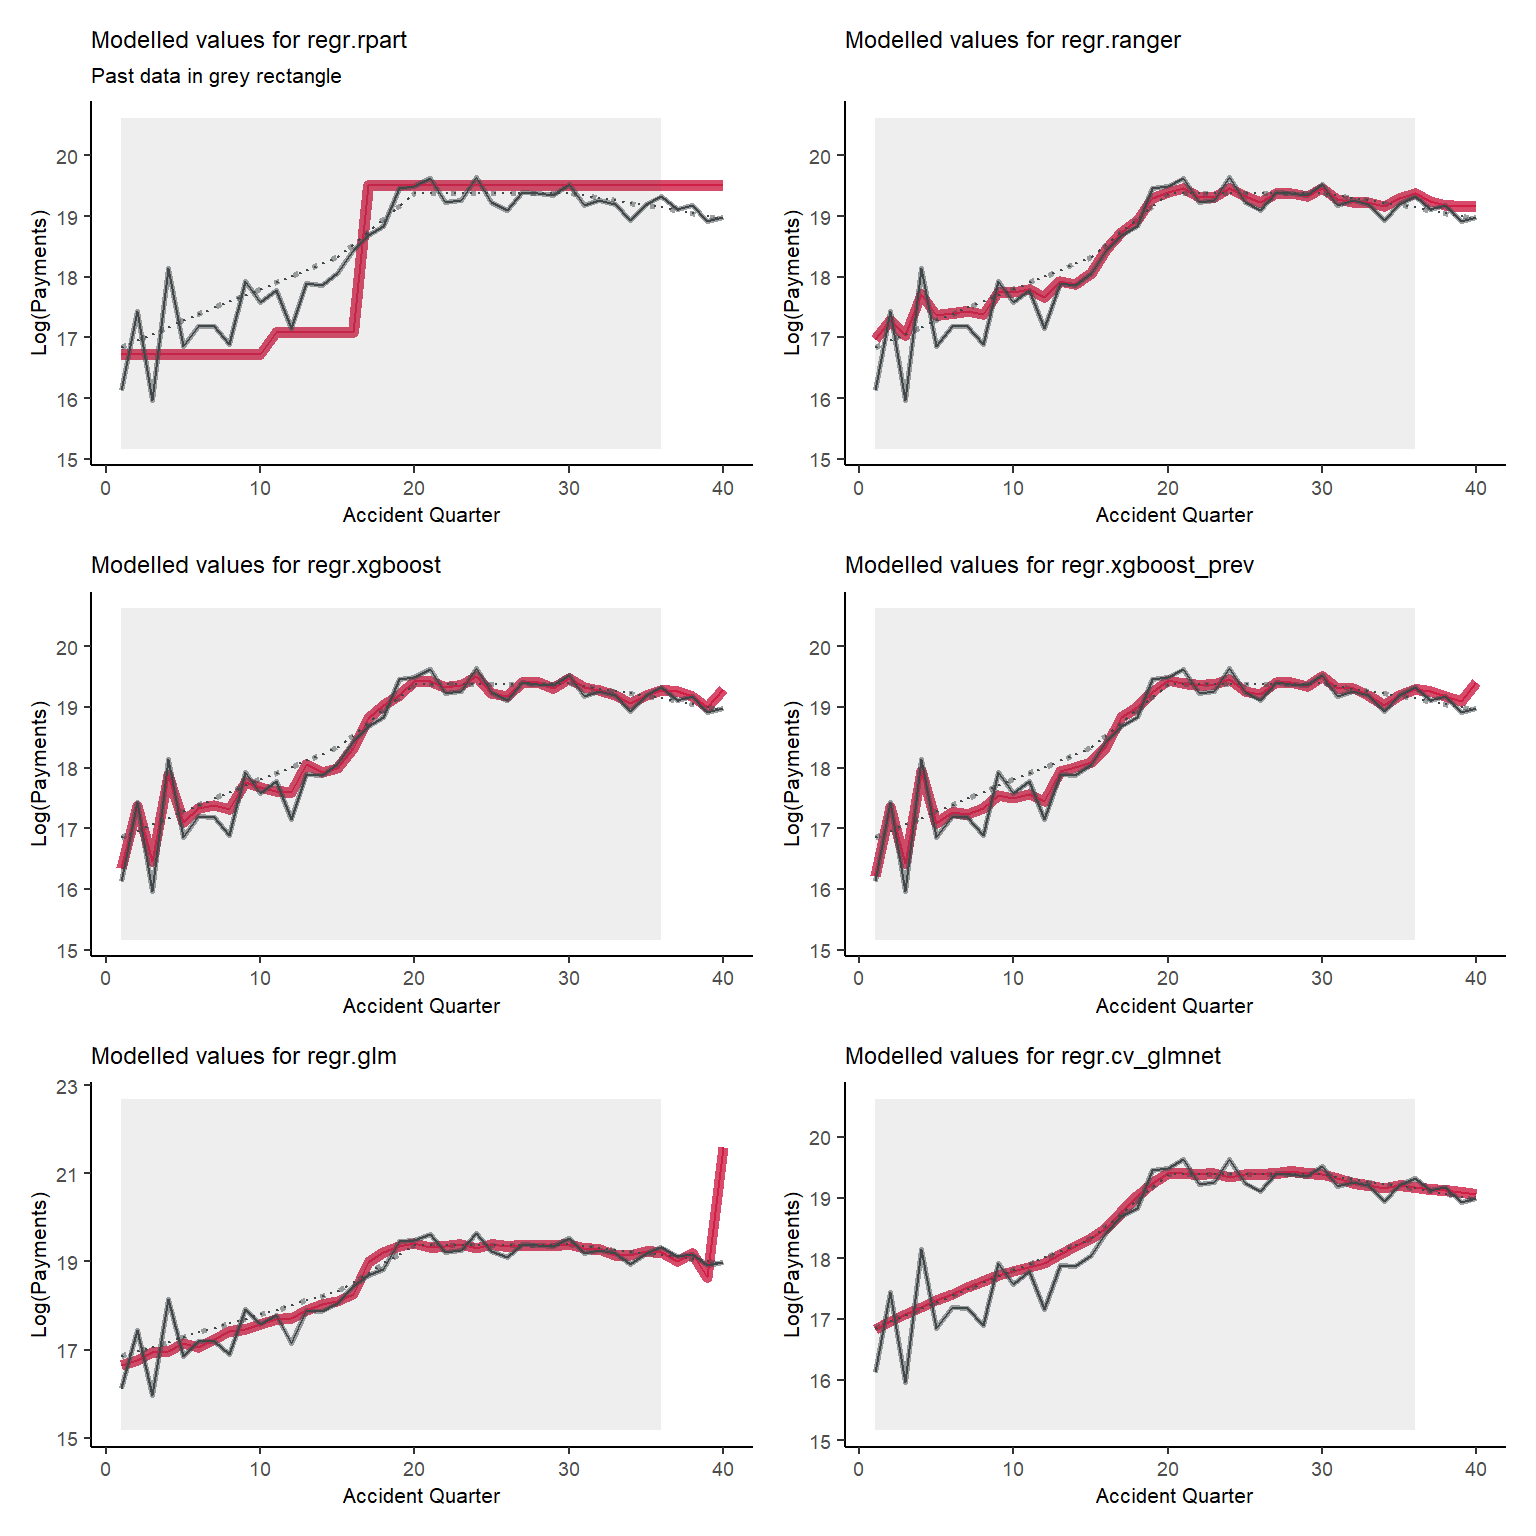 Modelled values for regr.rpart
Past data in grey rectangle
Log(Payments)
20
19
18
17
16
15
0 10 20 30 40
Accident Quarter
Modelled values for regr.ranger
Log(Payments)
20
19
18
17
16
15
0 10 20 30 40
Accident Quarter
Modelled values for regr.xgboost
Log(Payments)
20
19
18
17
16
15
0 10 20 30 40
Accident Quarter
Modelled values for regr.xgboost_prev
Log(Payments)
20
19
18
17
16
15
0 10 20 30 40
Accident Quarter
Modelled values for regr.glm
Log(Payments)
23
21
19
17
15
0 10 20 30 40
Accident Quarter
Modelled values for regr.cv_glmnet
Log(Payments)
20
19
18
17
16
15
0 10 20 30 40
Accident Quarter